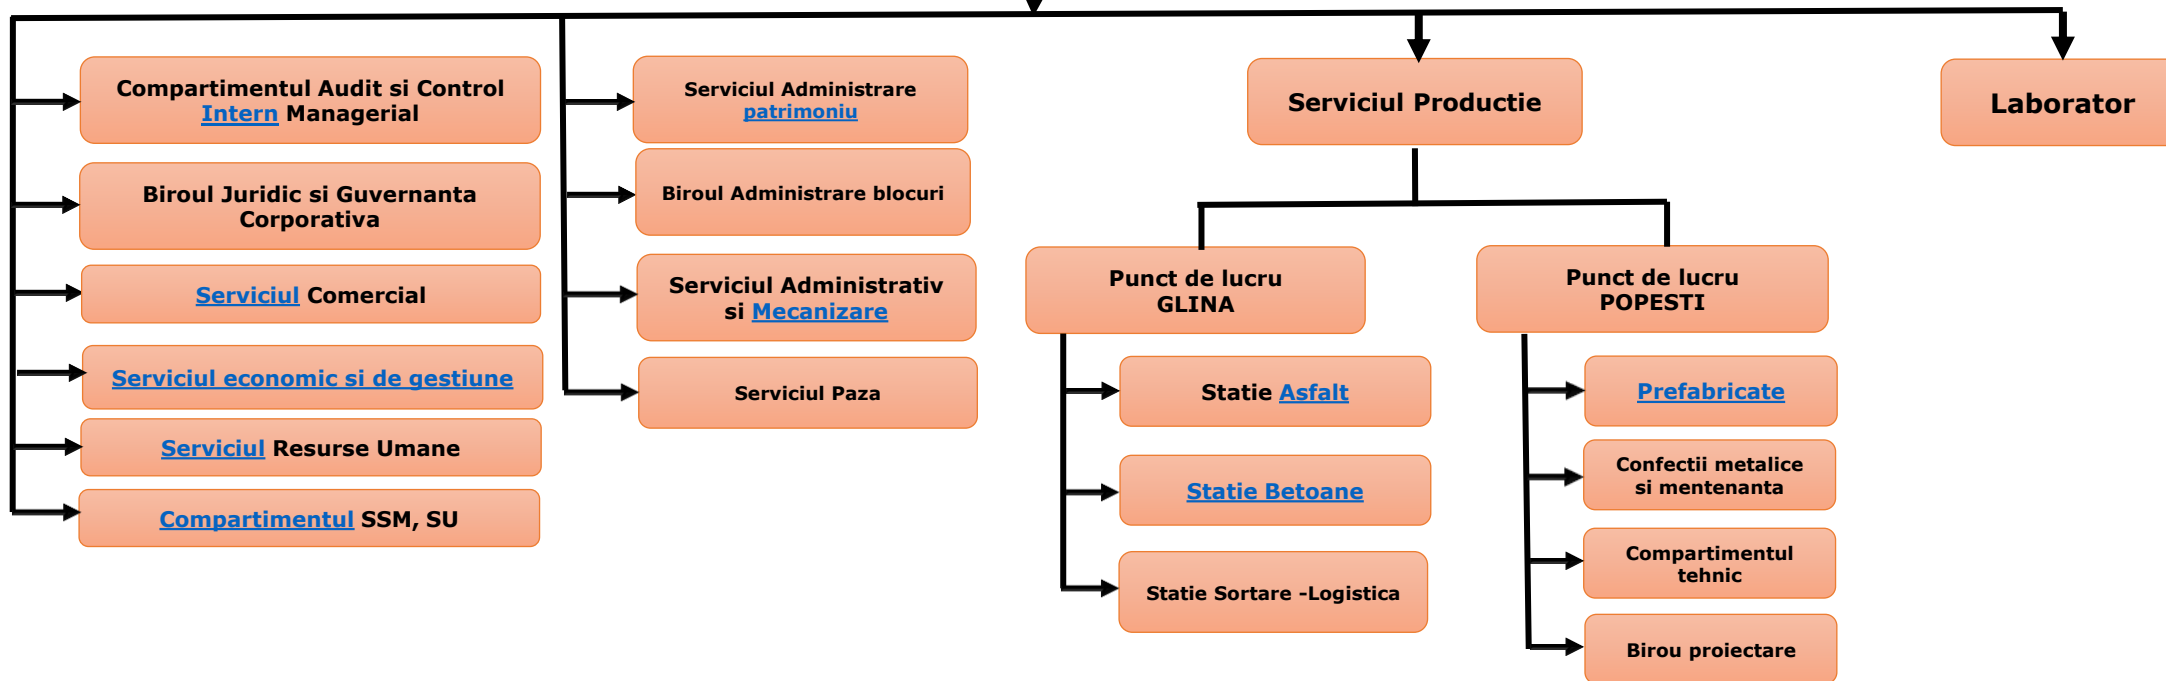 Compartimentul Audit si Control
Intern Managerial
Biroul Juridic si Guvernanta
Corporativa
Serviciul Comercial
Serviciul economic si de gestiune
Serviciul Resurse Umane
Compartimentul SSM, SU
Serviciul Administrare
patrimoniu
Biroul Administrare blocuri
Serviciul Administrativ
si Mecanizare
Serviciul Paza
Serviciul Productie
Punct de lucru
GLINA
Statie Asfalt
Statie Betoane
Statie Sortare -Logistica
Punct de lucru
POPESTI
Prefabricate
Confectii metalice
si mentenanta
Compartimentul
tehnic
Birou proiectare
Laborator